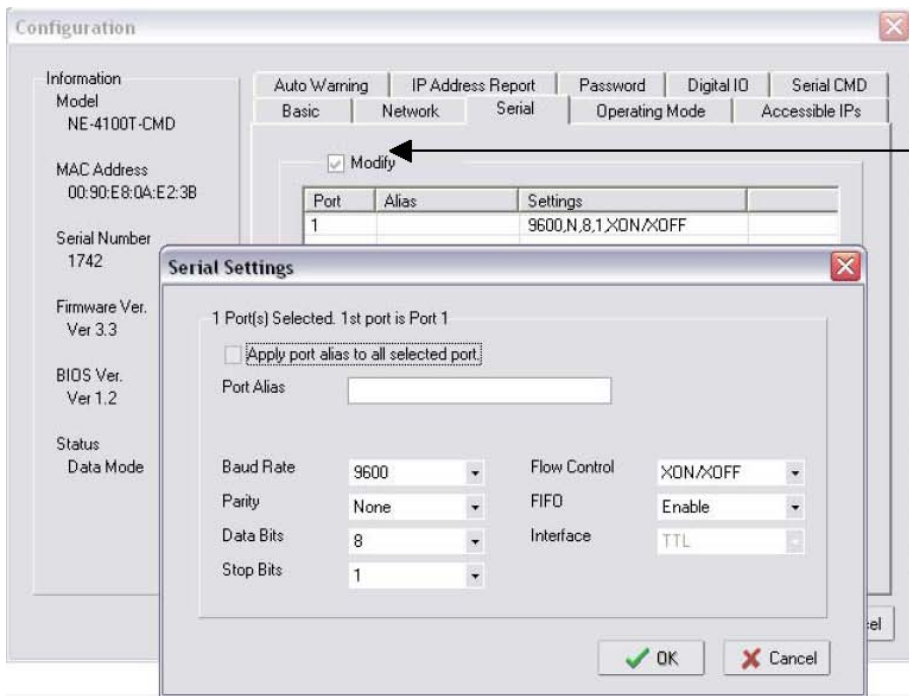 Configuration
Information
Model
NE-4100T-CMD
MAC Address
00:90:E8:0A:E2:3B
Serial Number
1742
Firmware Ver.
Ver 3.3
BIOS Ver.
Ver 1.2
Status
Data Mode
Auto Warning IP Address Report Password Digital IO Serial CMD
Basic Network Serial Operating Mode Accessible IPs
Modify
Port Alias Settings
1 9600,N,8,1,XON/XOFF
Serial Settings
1 Port(s) Selected. 1st port is Port 1
Apply port alias to all selected port.
Port Alias
Baud Rate 9600 Flow Control XON/XOFF
Parity None FIFO Enable
Data Bits 8 Interface TTL
Stop Bits 1
OK Cancel